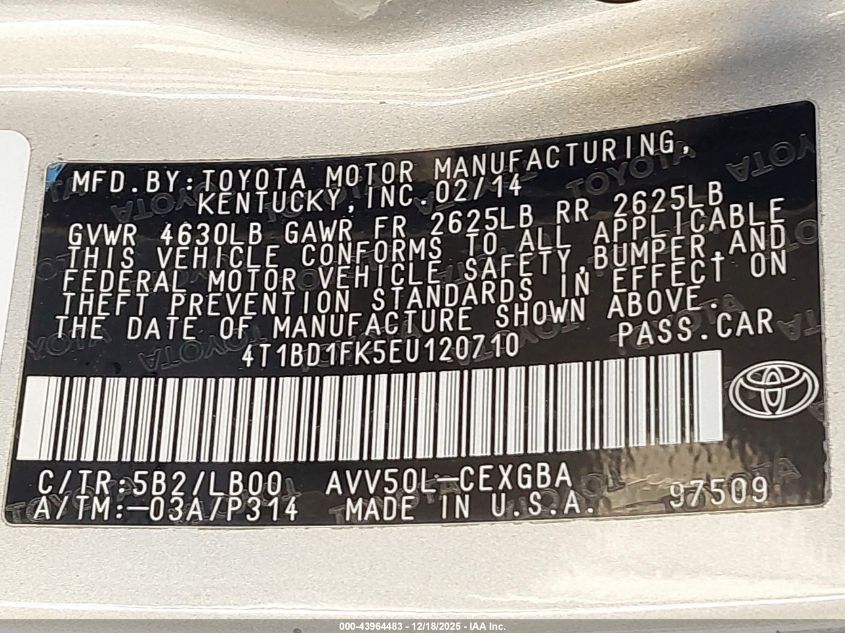 MFD.BY:TOYOTA MOTOR MANUFACTURING,
KENTUCKY,INC.02/14
GVWR 4630LB GAWR FR 2625LB RR 2625LB
THIS VEHICLE CONFORMS TO ALL APPLICABLE
FEDERAL MOTOR VEHICLE SAFETY,BUMPER,AND
THEFT PREVENTION STANDARDS IN EFFECT ON
THE DATE OF MANUFACTURE SHOWN ABOVE.
4T1BD1FK5EU120710 PASS.CAR
C/TR:5B2/LB00 AVV50L-CEXGBA
A/TM:-03A/P314 MADE IN U.S.A. 97509
000-43964483 - 12/18/2025 - IAA Inc.